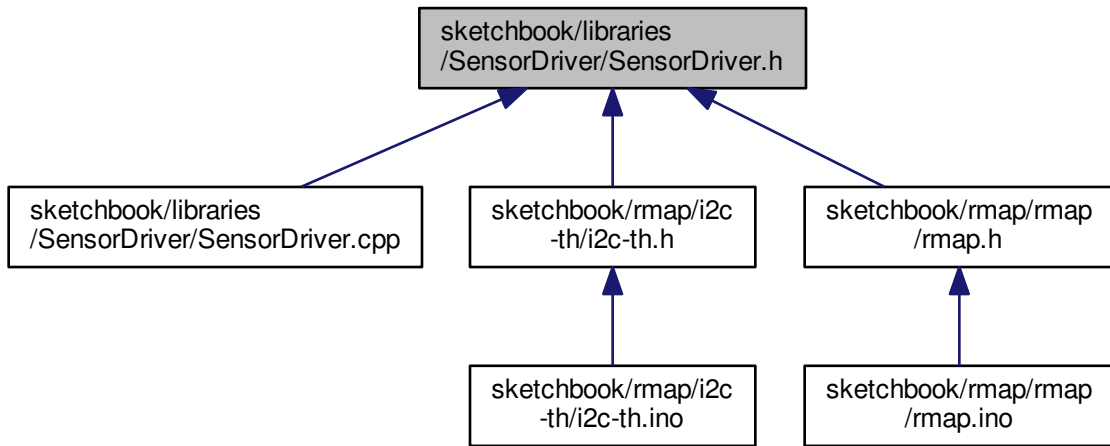 sketchbook/libraries
/SensorDriver/SensorDriver.h
sketchbook/libraries
/SensorDriver/SensorDriver.cpp
sketchbook/rmap/i2c
-th/i2c-th.h
sketchbook/rmap/rmap
/rmap.h
sketchbook/rmap/i2c
-th/i2c-th.ino
sketchbook/rmap/rmap
/rmap.ino